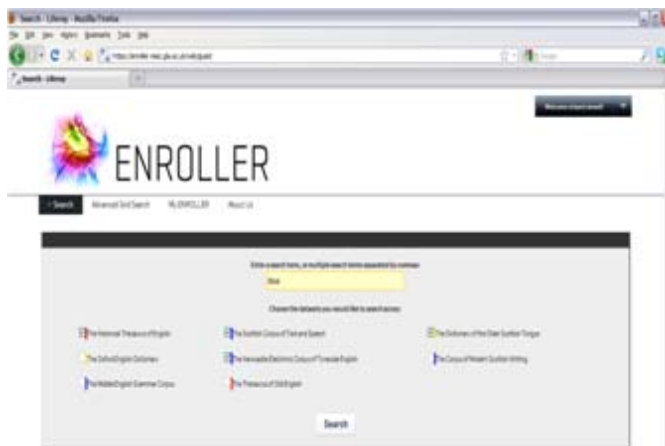 Search - Liferay - Mozilla Firefox
Search - Liferay
ENROLLER
Search Advanced Grid Search My ENROLLER About Us
Enter a search term, or multiple search terms separated by commas:
Choose the datasets you would like to search across:
The Historical Thesaurus of English The Scottish Corpus of Text and Speech The Dictionary of the Older Scottish Tongue
The Oxford English Dictionary The Newcastle Electronic Corpus of Tyneside English The Corpus of Modern Scottish Writing
The Middle English Grammar Corpus The Thesaurus of Old English
Search